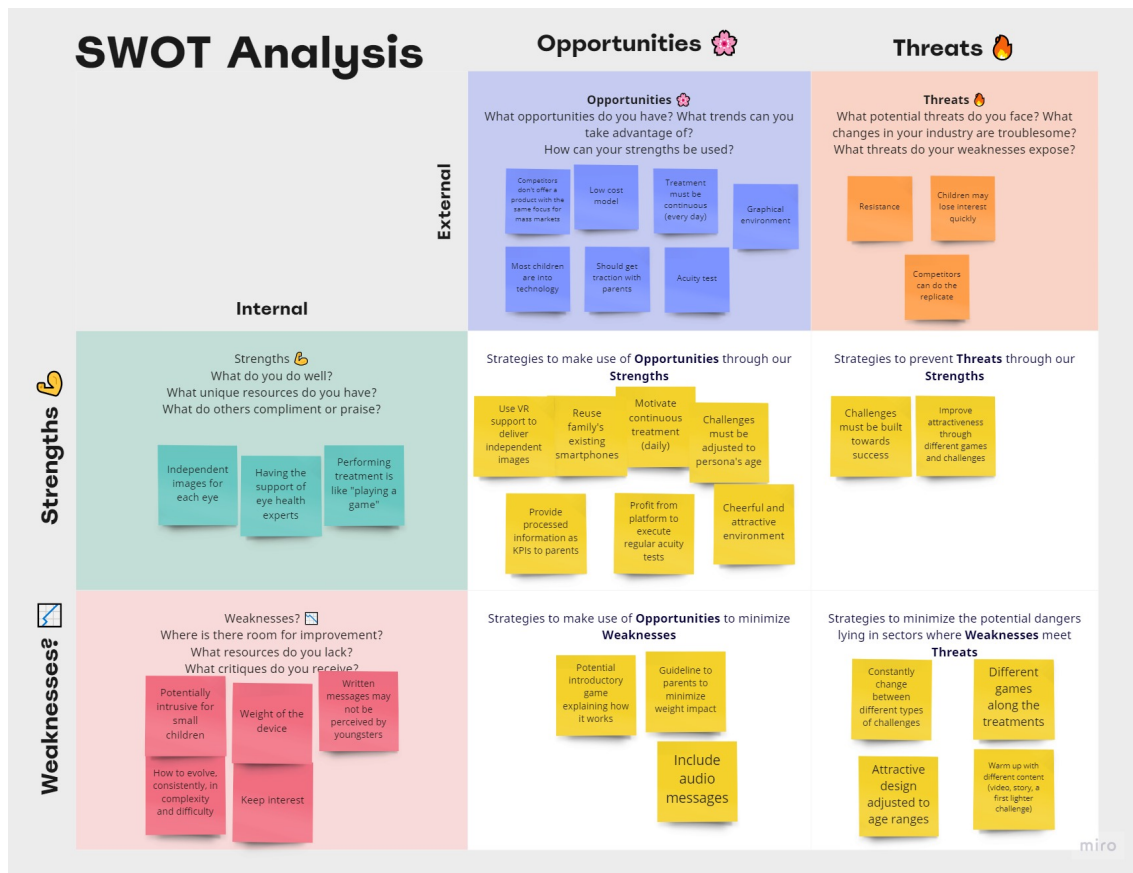 SWOT Analysis
Opportunities 🌸
Threats 🔥
External
Internal
Opportunities 🌸
What opportunities do you have? What trends can you
take advantage of?
How can your strengths be used?
Competitors
don't offer a
product with the
same focus for
mass markets
Low cost
model
Treatment
must be
continuous
(every day)
Graphical
environment
Most children
are into
technology
Should get
traction with
parents
Acuity test
Threats 🔥
What potential threats do you face? What
changes in your industry are troublesome?
What threats do your weaknesses expose?
Resistance
Children may
lose interest
quickly
Competitors
can do the
replicate
Strengths 💪
Strengths 💪
What do you do well?
What unique resources do you have?
What do others compliment or praise?
Independent
images for
each eye
Having the
support of
eye health
experts
Performing
treatment is
like "playing a
game"
Strategies to make use of Opportunities through our
Strengths
Use VR
support to
deliver
independent
images
Reuse
family's
existing
smartphones
Motivate
continuous
treatment
(daily)
Challenges
must be
adjusted to
persona's age
Provide
processed
information as
KPIs to parents
Profit from
platform to
execute
regular acuity
tests
Cheerful and
attractive
environment
Strategies to prevent Threats through our
Strengths
Challenges
must be built
towards
success
Improve
attractiveness
through
different games
and challenges
Weaknesses? 📉
Weaknesses? 📉
Where is there room for improvement?
What resources do you lack?
What critiques do you receive?
Potentially
intrusive for
small
children
Weight of the
device
Written
messages may
not be
perceived by
youngsters
How to evolve,
consistently, in
complexity
and difficulty
Keep interest
Strategies to make use of Opportunities to minimize
Weaknesses
Potential
introductory
game
explaining how
it works
Guideline to
parents to
minimize
weight impact
Include
audio
messages
Strategies to minimize the potential dangers
lying in sectors where Weaknesses meet
Threats
Constantly
change
between
different types
of challenges
Different
games
along the
treatments
Attractive
design
adjusted to
age ranges
Warm up with
different content
(video, story, a
first lighter
challenge)
miro